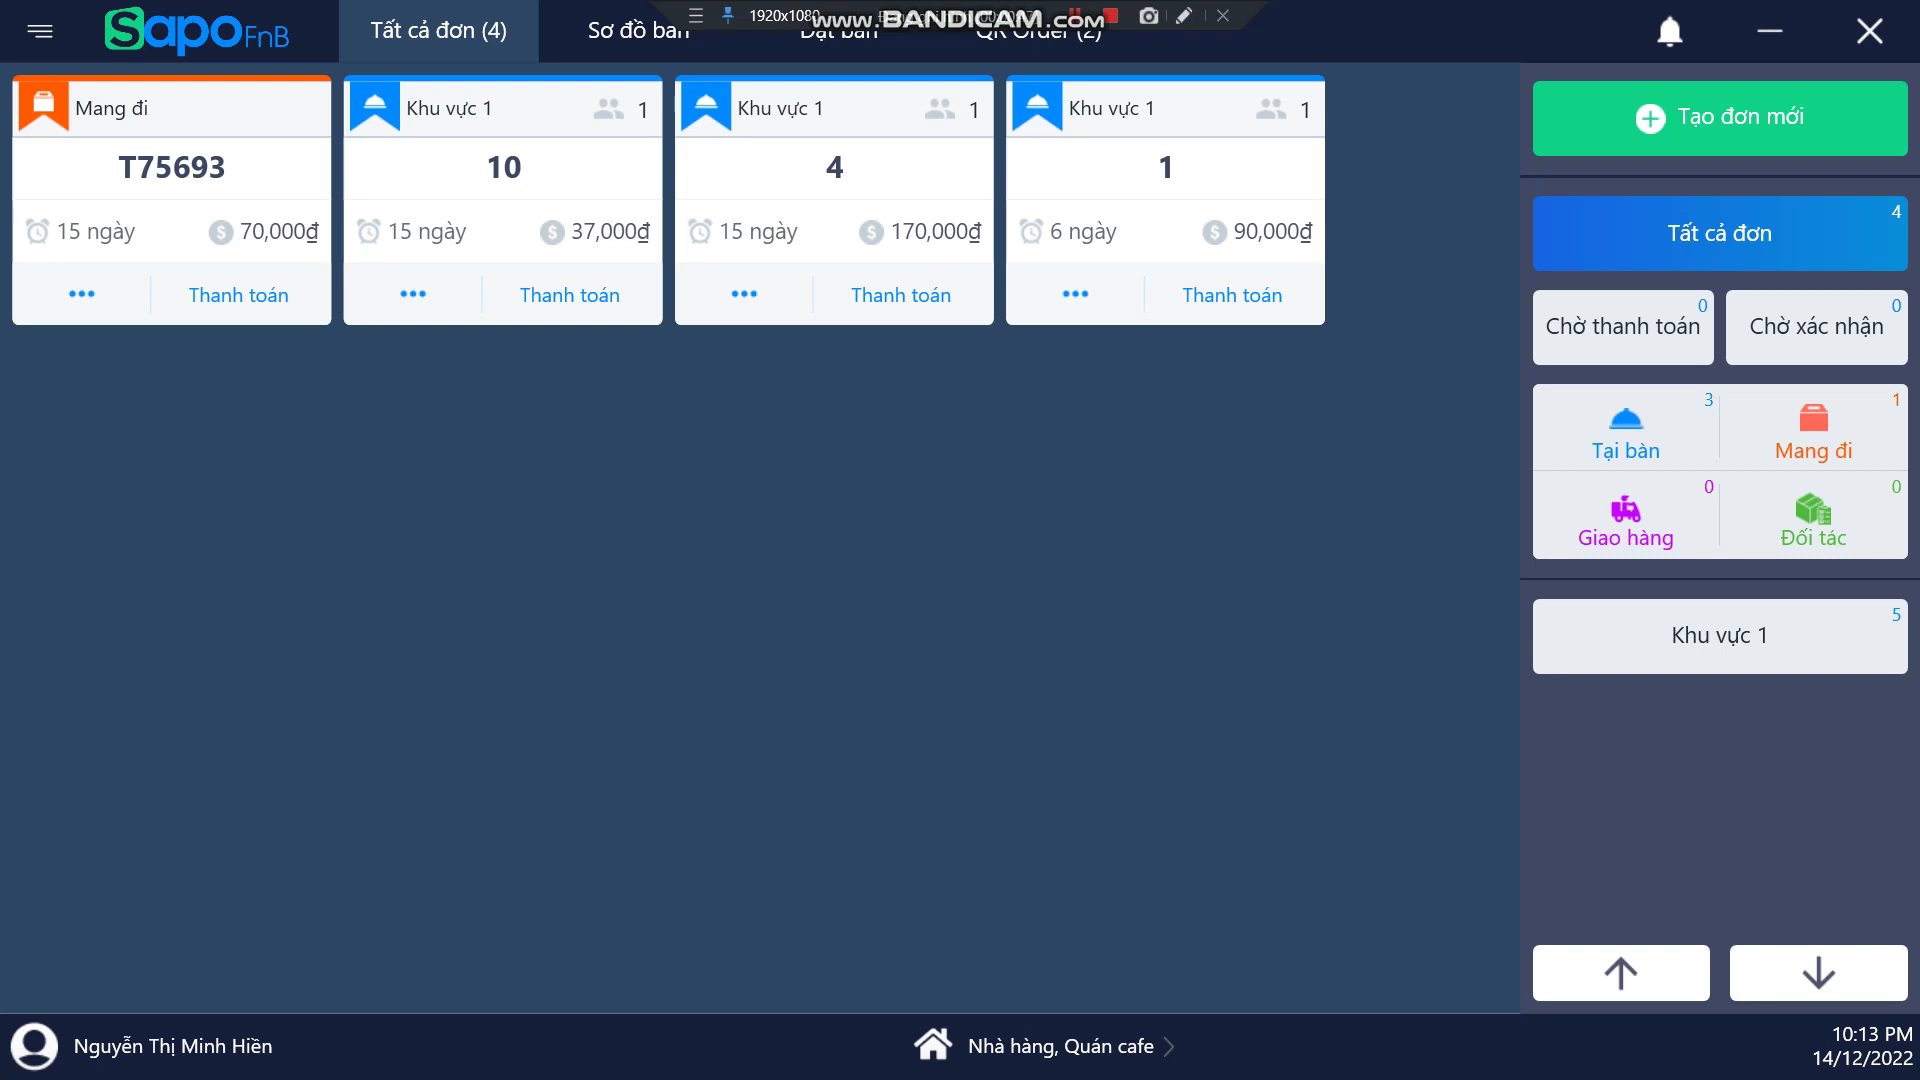 Sapo FnB
Tất cả đơn (4)
Sơ đồ bàn
Đặt bàn
QR Order (2)
1920x1080
www.BANDICAM.com
Mang đi
T75693
15 ngày
70,000₫
Thanh toán
Khu vực 1
1
10
15 ngày
37,000₫
Thanh toán
Khu vực 1
1
4
15 ngày
170,000₫
Thanh toán
Khu vực 1
1
1
6 ngày
90,000₫
Thanh toán
Tạo đơn mới
Tất cả đơn
4
Chờ thanh toán
0
Chờ xác nhận
0
Tại bàn
3
Mang đi
1
Giao hàng
0
Đối tác
0
Khu vực 1
5
Nguyễn Thị Minh Hiền
Nhà hàng, Quán cafe
10:13 PM
14/12/2022